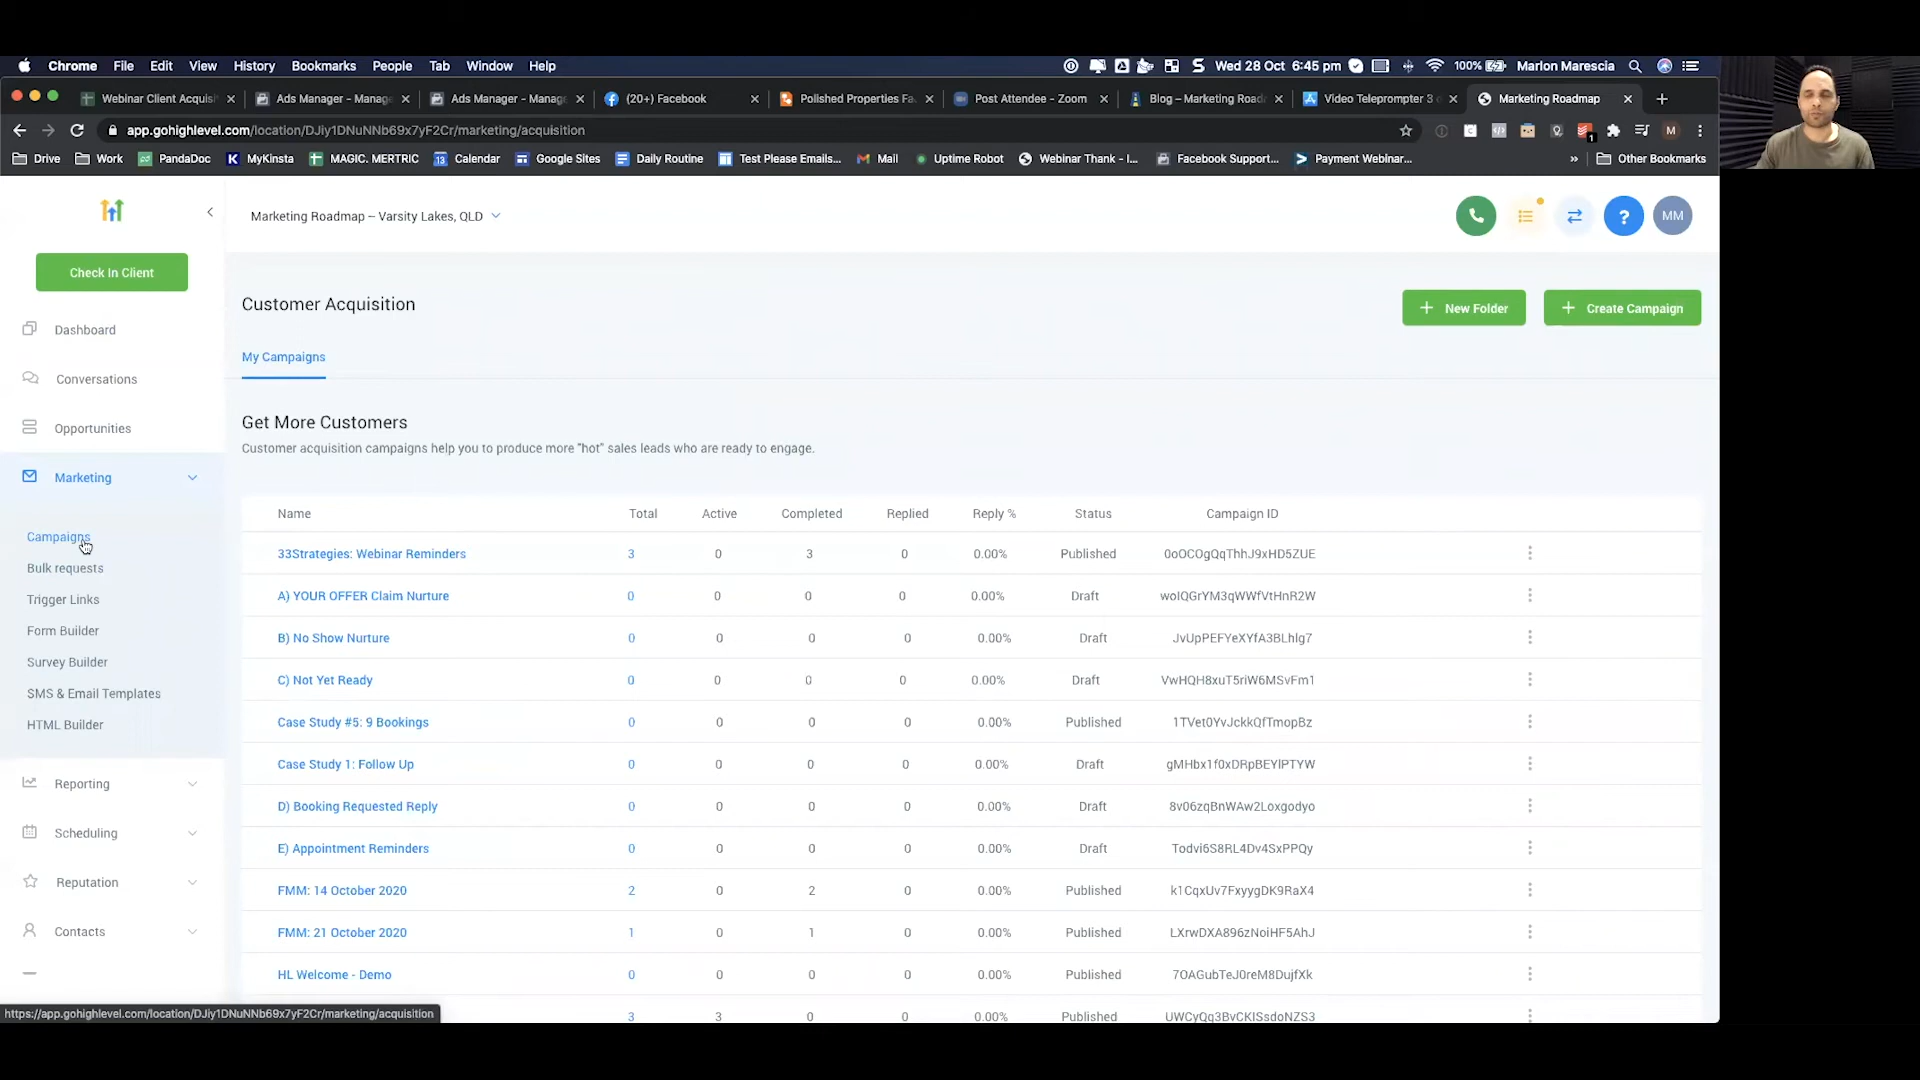 Chrome File Edit View History Bookmarks People Tab Window Help Wed 28 Oct 6:45 pm 100% Marlon Marescia
Webinar Client Acquis Ads Manager - Manag Ads Manager - Manag (20+) Facebook Polished Properties Fa Post Attendee - Zoom Blog – Marketing Road Video Teleprompter 3 Marketing Roadmap
app.gohighlevel.com/location/DJiy1DNuNNb69x7yF2Cr/marketing/acquisition
Drive Work PandaDoc MyKinsta MAGIC. MERTRIC Calendar Google Sites Daily Routine Test Please Emails... Mail Uptime Robot Webinar Thank - I... Facebook Support... Payment Webinar... » Other Bookmarks
Marketing Roadmap -- Varsity Lakes, QLD
? MM
Check In Client
Dashboard
Conversations
Opportunities
Marketing
Campaigns
Bulk requests
Trigger Links
Form Builder
Survey Builder
SMS & Email Templates
HTML Builder
Reporting
Scheduling
Reputation
Contacts
Customer Acquisition
+ New Folder
+ Create Campaign
My Campaigns
Get More Customers
Customer acquisition campaigns help you to produce more "hot" sales leads who are ready to engage.
Name Total Active Completed Replied Reply % Status Campaign ID
33Strategies: Webinar Reminders 3 0 3 0 0.00% Published 0oOCOgQqThhJ9xHD5ZUE
A) YOUR OFFER Claim Nurture 0 0 0 0 0.00% Draft wolQGrYM3qWWfVtHnR2W
B) No Show Nurture 0 0 0 0 0.00% Draft JvUpPEFYeXYfA3BLhlg7
C) Not Yet Ready 0 0 0 0 0.00% Draft VwHQH8xuT5riW6MSvFm1
Case Study #5: 9 Bookings 0 0 0 0 0.00% Published 1TVet0YvJckkQfTmopBz
Case Study 1: Follow Up 0 0 0 0 0.00% Draft gMHbx1f0xDRpBEYlPTYW
D) Booking Requested Reply 0 0 0 0 0.00% Draft 8v06zqBnWAw2Loxgodyo
E) Appointment Reminders 0 0 0 0 0.00% Draft Todvi6S8RL4Dv4SxPPQy
FMM: 14 October 2020 2 0 2 0 0.00% Published k1CqxUv7FxyygDK9RaX4
FMM: 21 October 2020 1 0 1 0 0.00% Published LXrwDXA896zNoiHF5AhJ
HL Welcome - Demo 0 0 0 0 0.00% Published 7OAGubTeJ0reM8DujfXk
3 3 0 0 0.00% Published UWCyQq3BvCKISsdoNZS3
https://app.gohighlevel.com/location/DJiy1DNuNNb69x7yF2Cr/marketing/acquisition